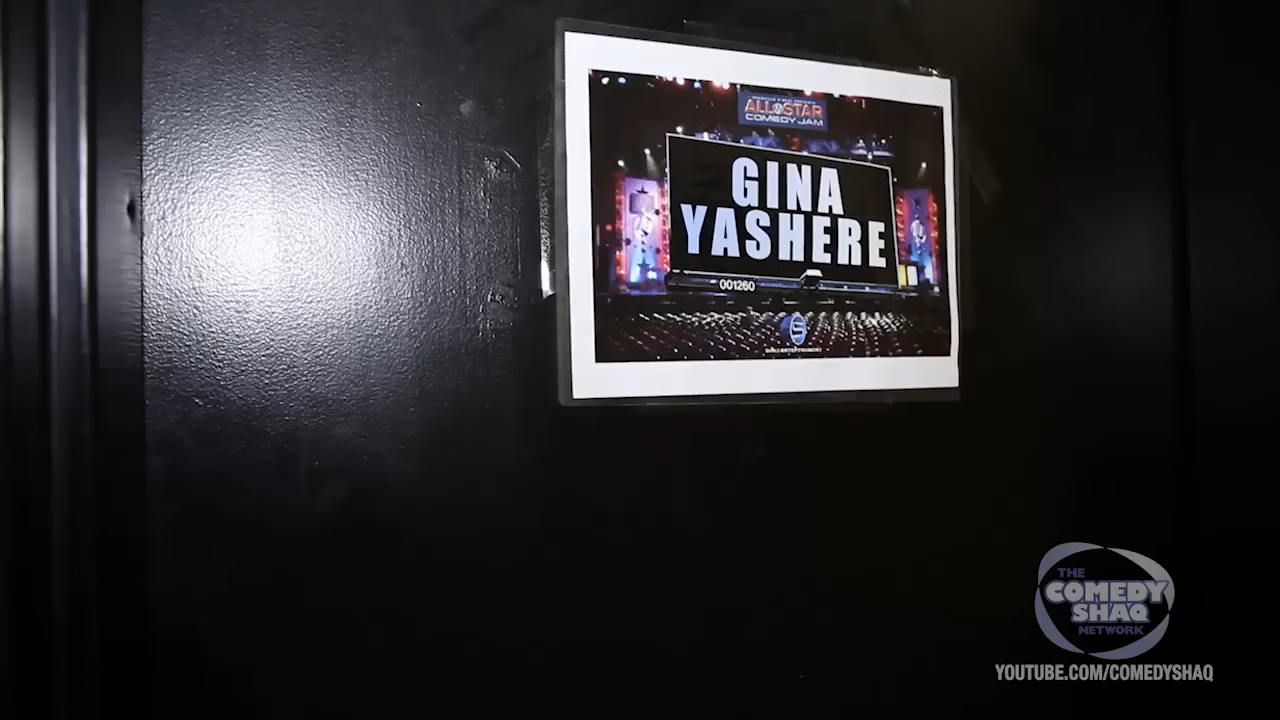 ALL STAR
COMEDY JAM
GINA
YASHERE
001260
THE
COMEDY
SHAQ
NETWORK
YOUTUBE.COM/COMEDYSHAQ